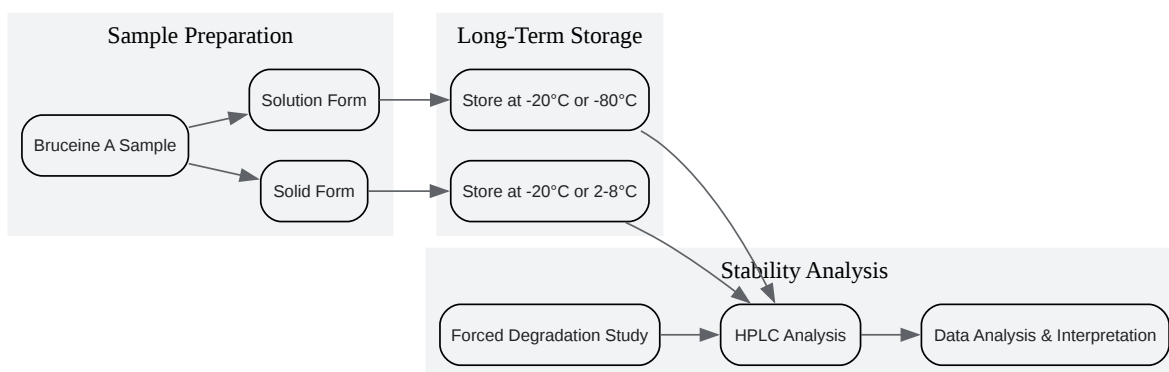 Sample Preparation
Long-Term Storage
Solution Form
Store at -20°C or -80°C
Bruceine A Sample
Solid Form
Store at -20°C or 2-8°C
Stability Analysis
Forced Degradation Study
HPLC Analysis
Data Analysis & Interpretation